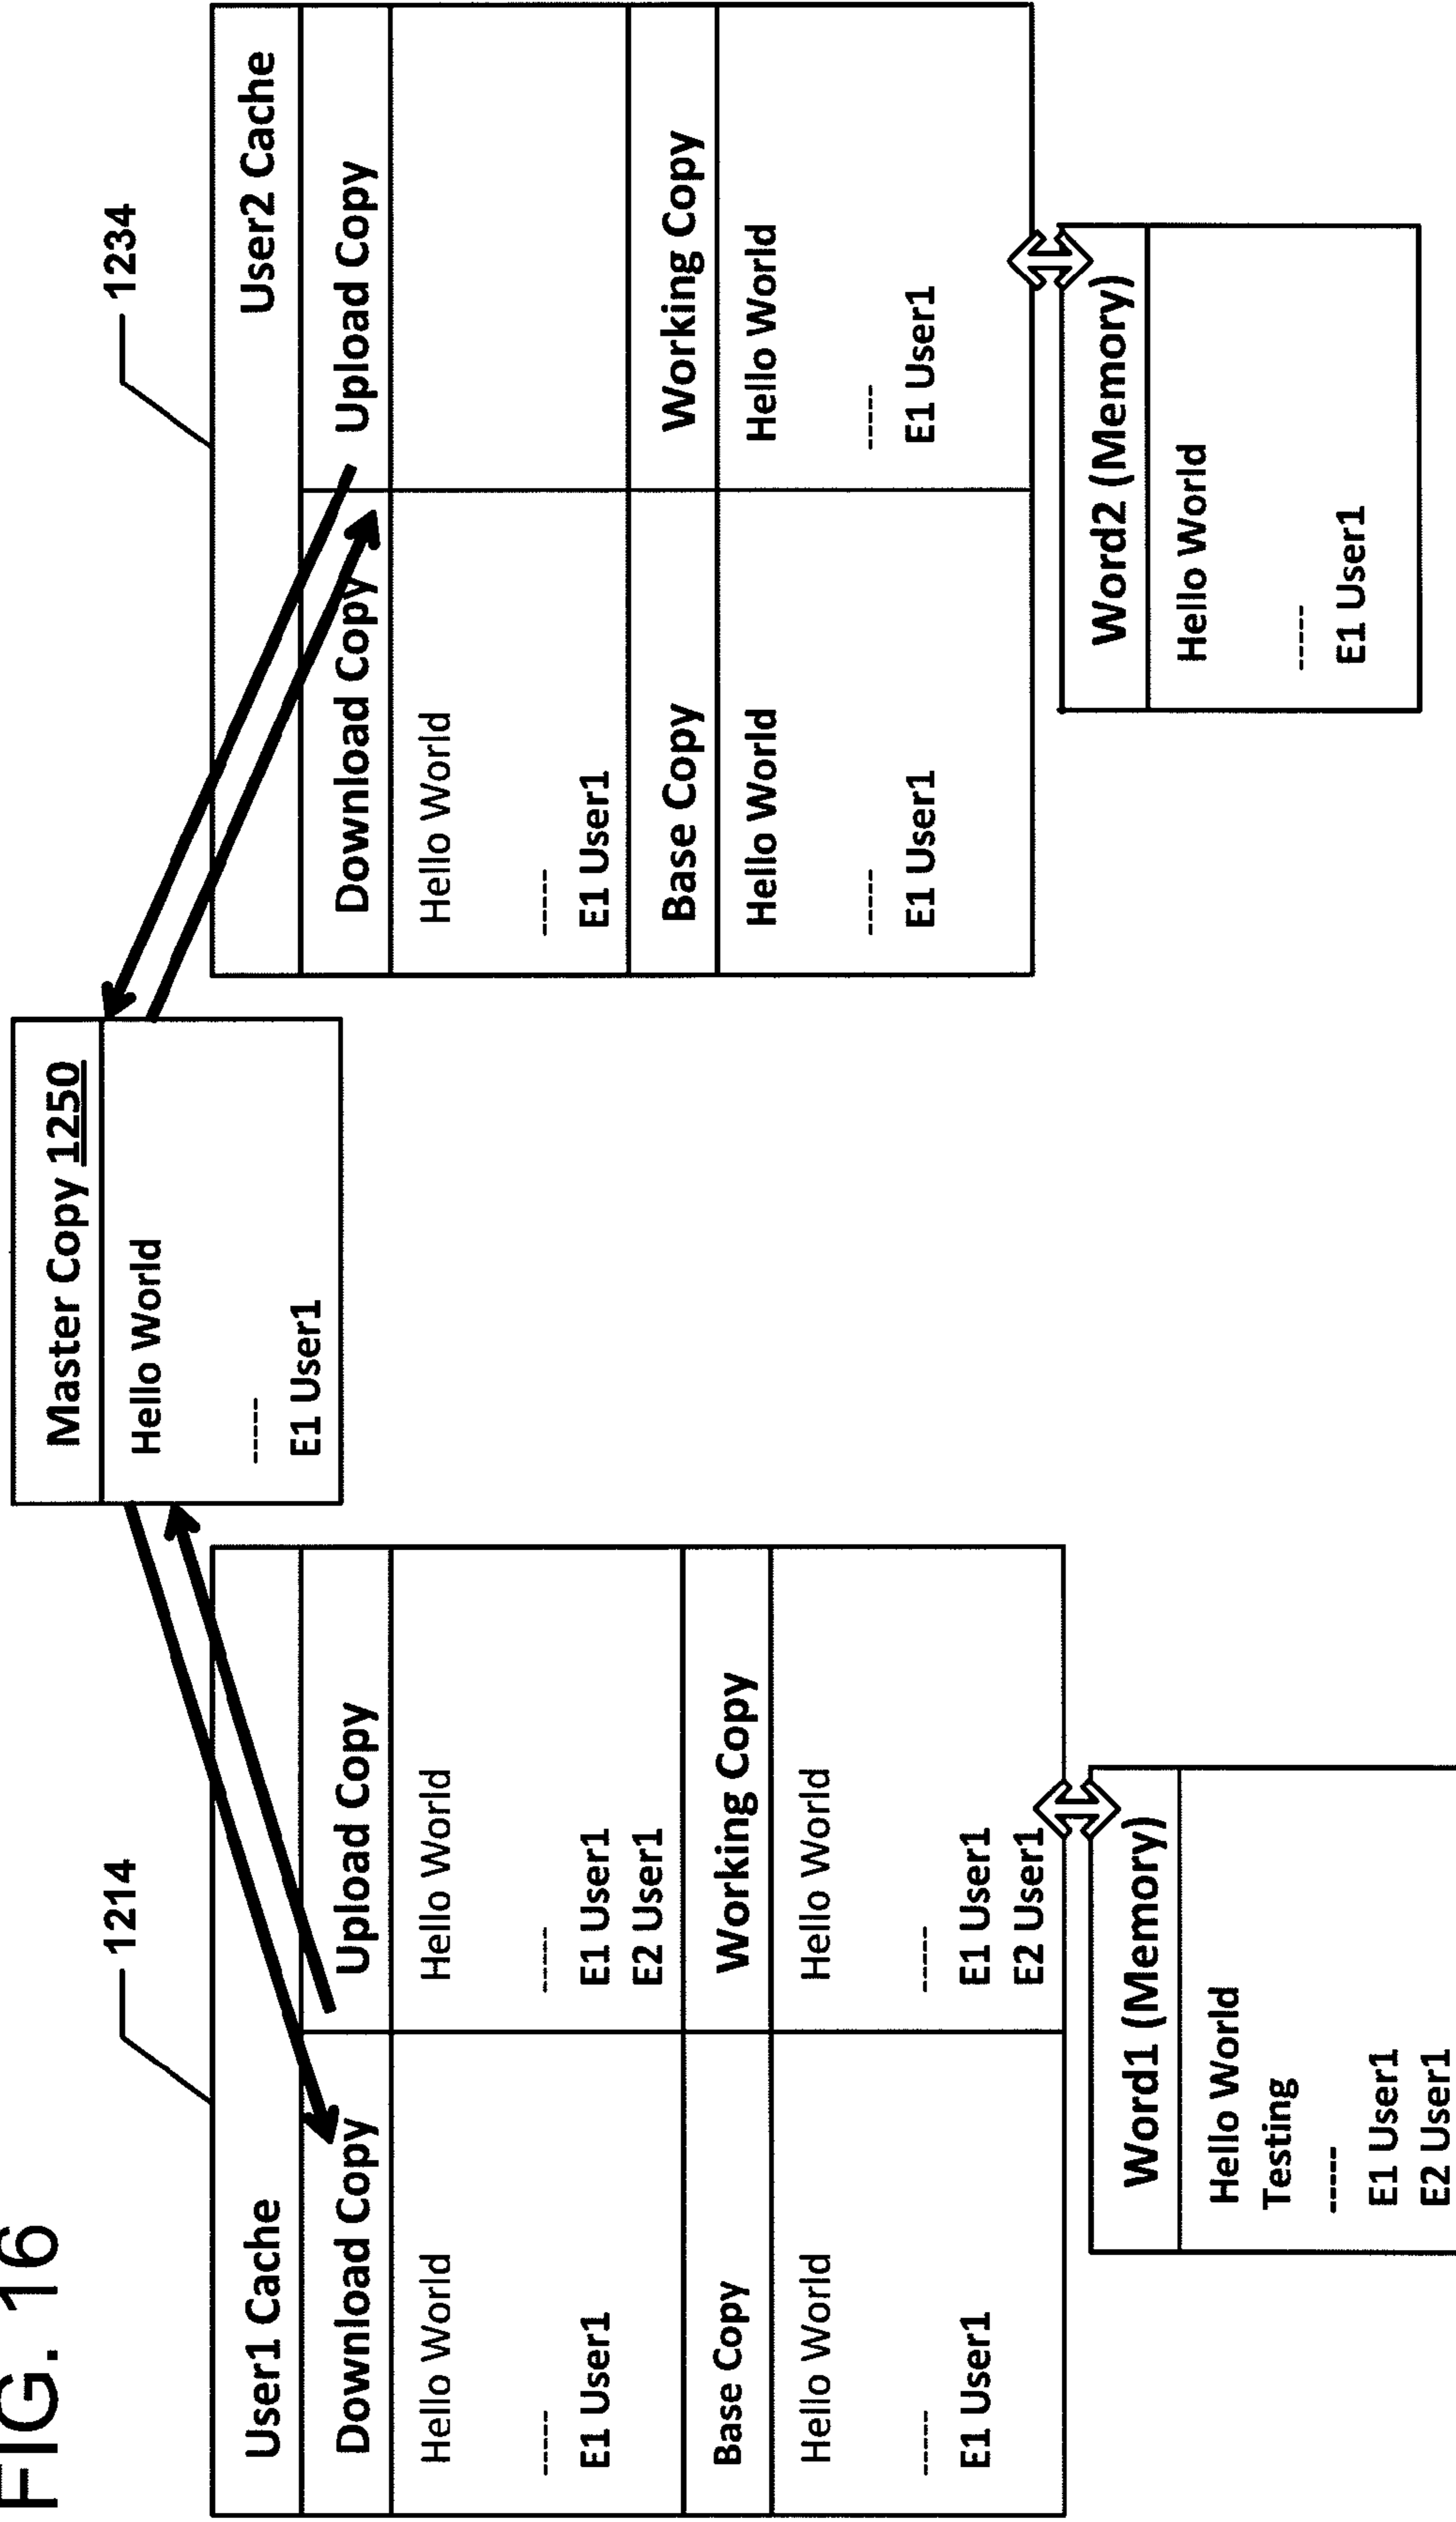 FIG. 16
Master Copy 1250
Hello World
-----
E1 User1
1214
User1 Cache
Download Copy
Upload Copy
Hello World
-----
E1 User1
Hello World
-----
E1 User1
E2 User1
Base Copy
Working Copy
Hello World
-----
E1 User1
Hello World
-----
E1 User1
E2 User1
Word1 (Memory)
Hello World
Testing
-----
E1 User1
E2 User1
1234
User2 Cache
Download Copy
Upload Copy
Hello World
-----
E1 User1
Base Copy
Working Copy
Hello World
-----
E1 User1
Hello World
-----
E1 User1
Word2 (Memory)
Hello World
-----
E1 User1